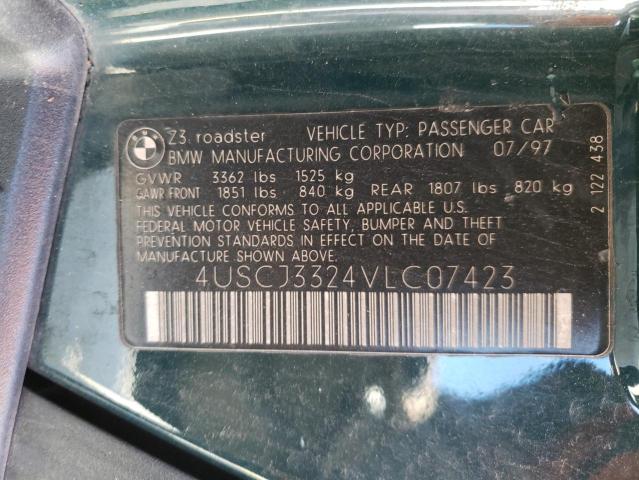 Z3 roadster VEHICLE TYP: PASSENGER CAR
BMW MANUFACTURING CORPORATION 07/97
GVWR 3362 lbs 1525 kg
GAWR FRONT 1851 lbs 840 kg REAR 1807 lbs 820 kg
THIS VEHICLE CONFORMS TO ALL APPLICABLE U.S.
FEDERAL MOTOR VEHICLE SAFETY, BUMPER AND THEFT
PREVENTION STANDARDS IN EFFECT ON THE DATE OF
MANUFACTURE SHOWN ABOVE.
4USCJ3324VLC07423
2 122 438